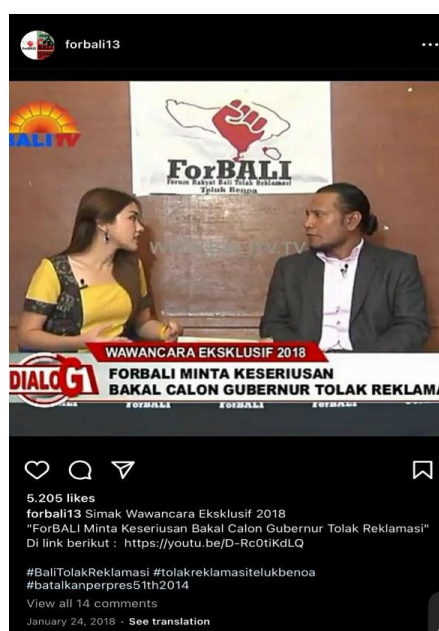 forbali13
BALITV
ForBALI
Forum Rakyat Bali Tolak Reklamasi
Teluk Benoa
WAWANCARA EKSKLUSIF 2018
DIALOG
FORBALI MINTA KESERIUSAN
BAKAL CALON GUBERNUR TOLAK REKLAMA
ForBALI ForBALI ForBALI ForBALI
5.205 likes
forbali13 Simak Wawancara Eksklusif 2018
"ForBALI Minta Keseriusan Bakal Calon Gubernur Tolak Reklamasi"
Di link berikut : https://youtu.be/D-Rc0tiKdLQ
#BaliTolakReklamasi #tolakreklamasitelukbenoa
#batalkanperpres51th2014
View all 14 comments
January 24, 2018 · See translation